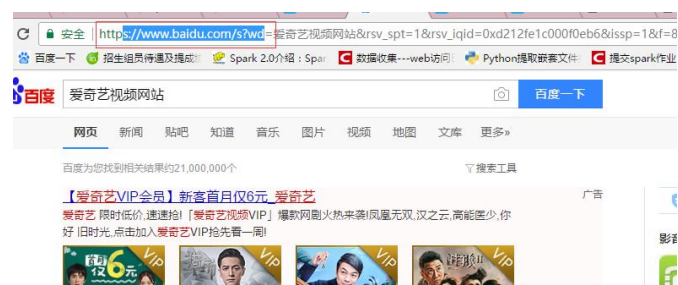 安全 | https://www.baidu.com/s?wd=爱奇艺视频网站&rsv_spt=1&rsv_iqid=0xd212fe1c000f0eb6&issp=1&f=8
百度一下 招生组员待遇及提成 Spark 2.0介绍：Spar 数据收集---web访问 Python提取嵌套文件 提交spark作业
百度 爱奇艺视频网站 百度一下
网页 新闻 贴吧 知道 音乐 图片 视频 地图 文库 更多»
百度为您找到相关结果约21,000,000个 搜索工具
【爱奇艺VIP会员】新客首月仅6元_爱奇艺 广告
爱奇艺 限时低价,速速抢!「爱奇艺视频VIP」爆款网剧火热来袭!凤凰无双,汉之云,高能医少,你
好 旧时光,点击加入爱奇艺VIP抢先看一周!
影音
首月 VIP VIP VIP VIP
仅6元